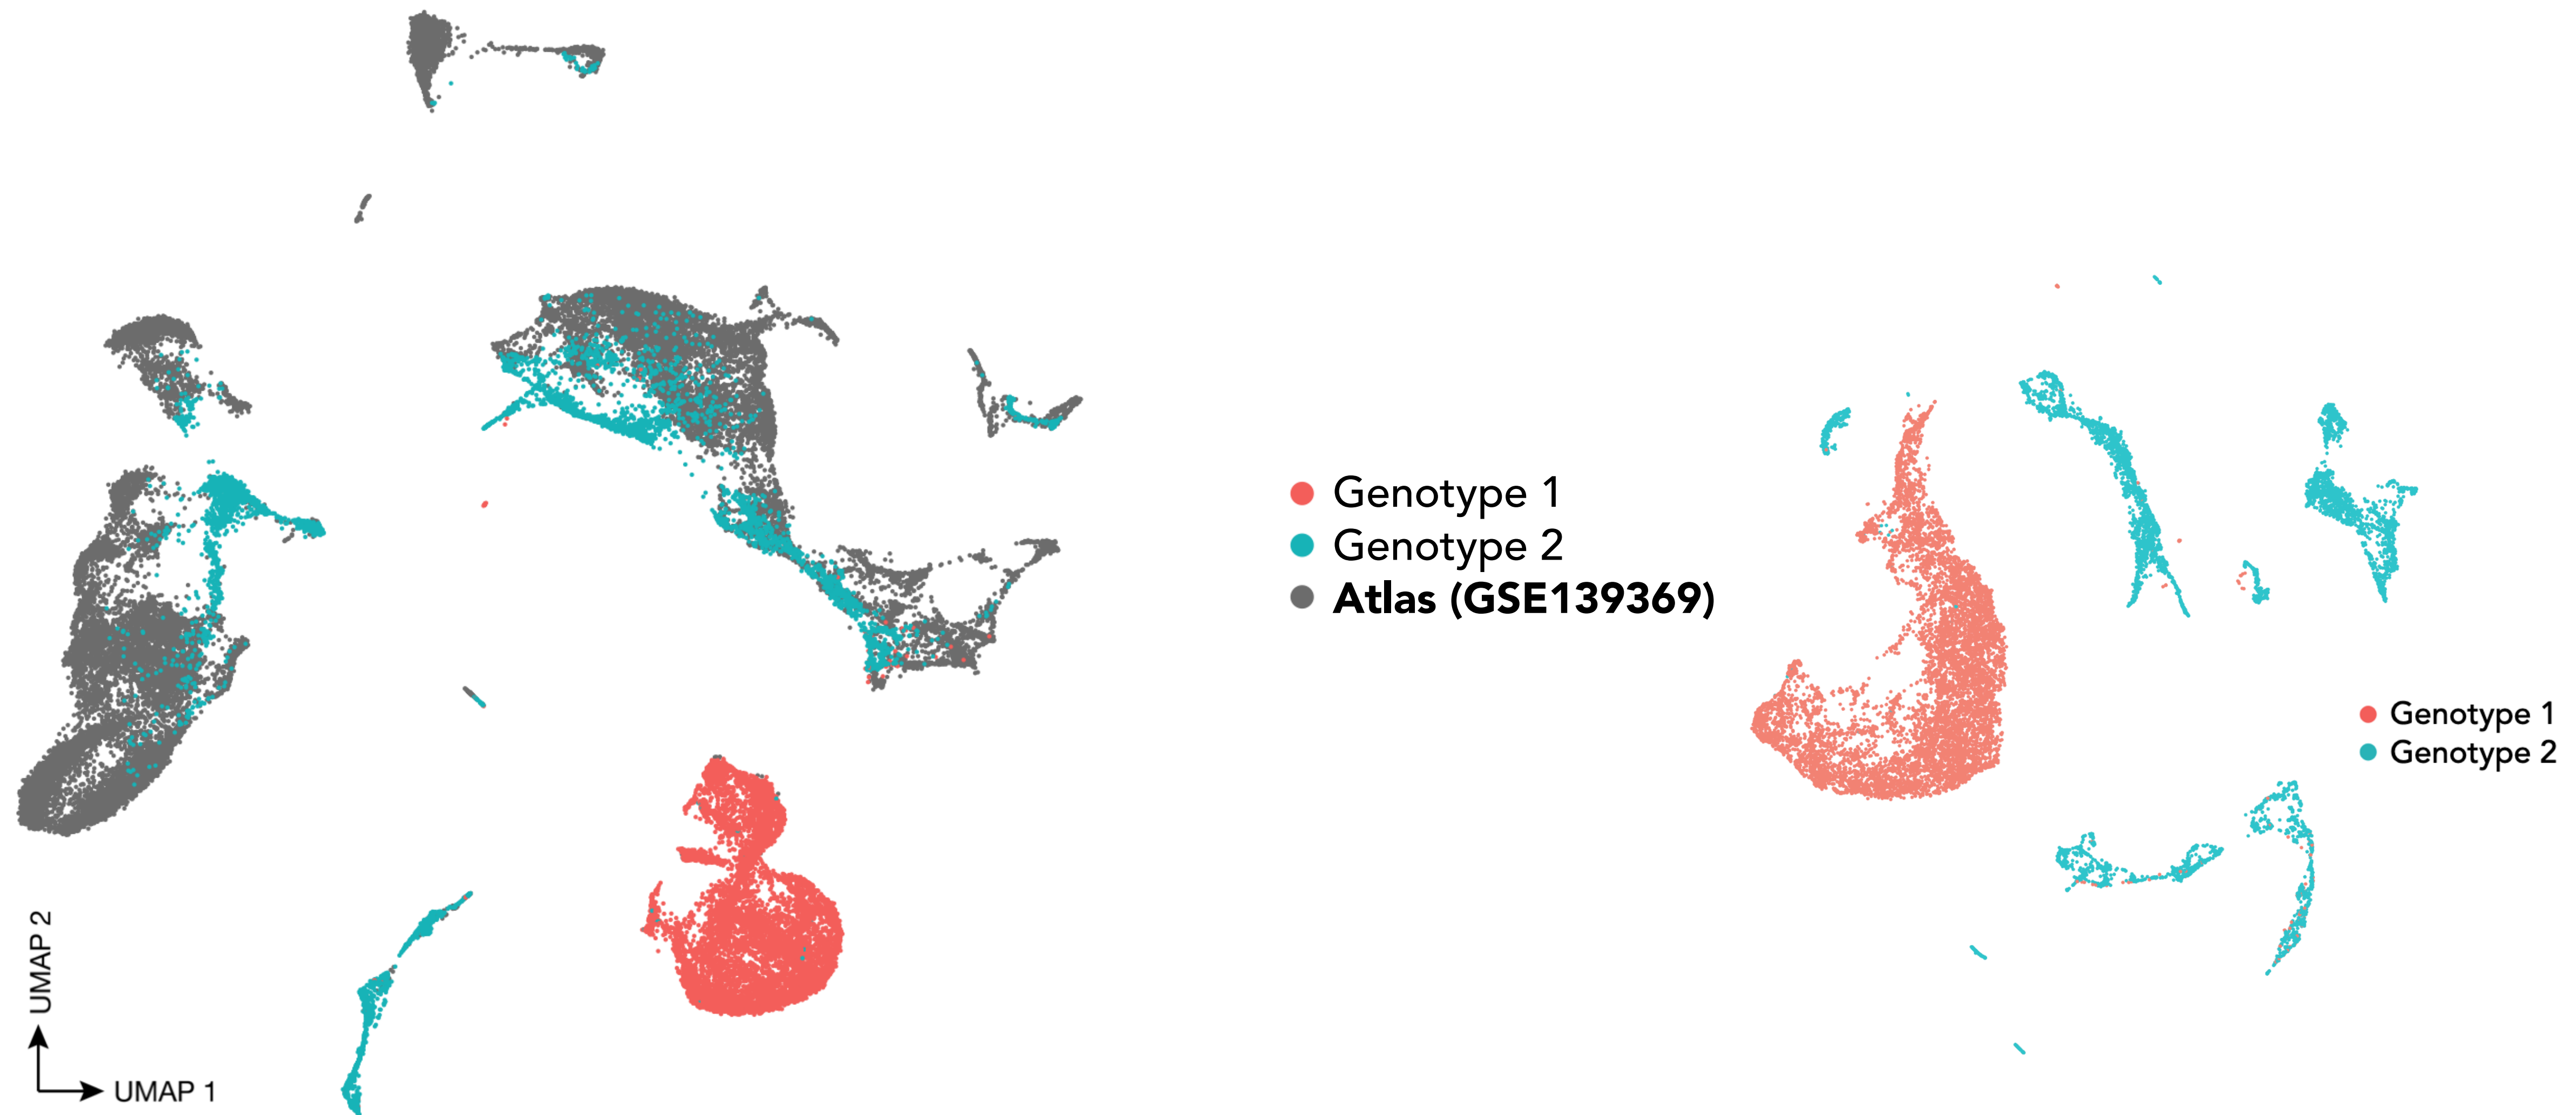 Genotype 1
Genotype 2
Atlas (GSE139369)
Genotype 1
Genotype 2
UMAP 2
UMAP 1